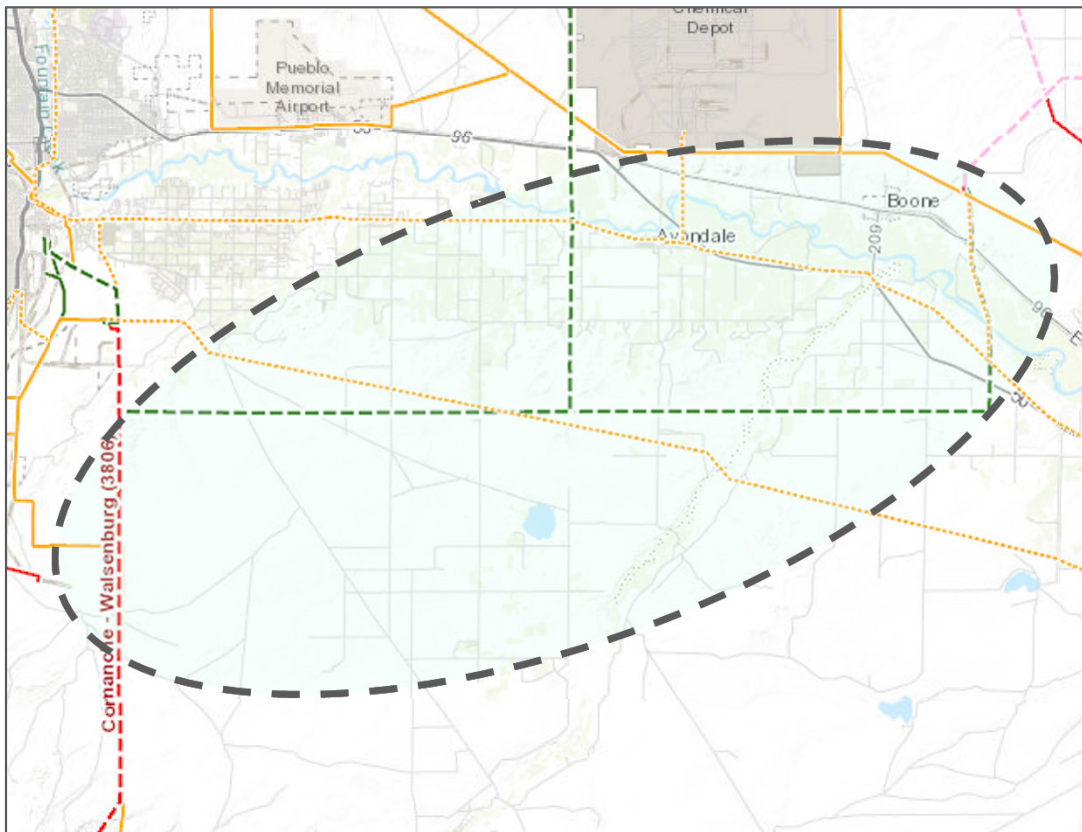 Chemical
Depot
Pueblo
Memorial
Airport
96
Boone
Avondale
209
96
50
Comanche - Walsenburg (3806)